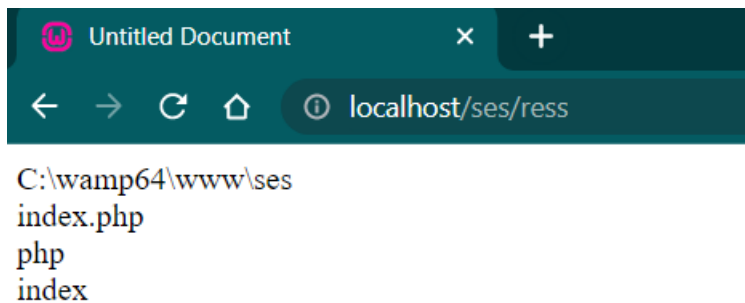 Untitled Document
localhost/ses/ress
C:\wamp64\www\ses
index.php
php
index